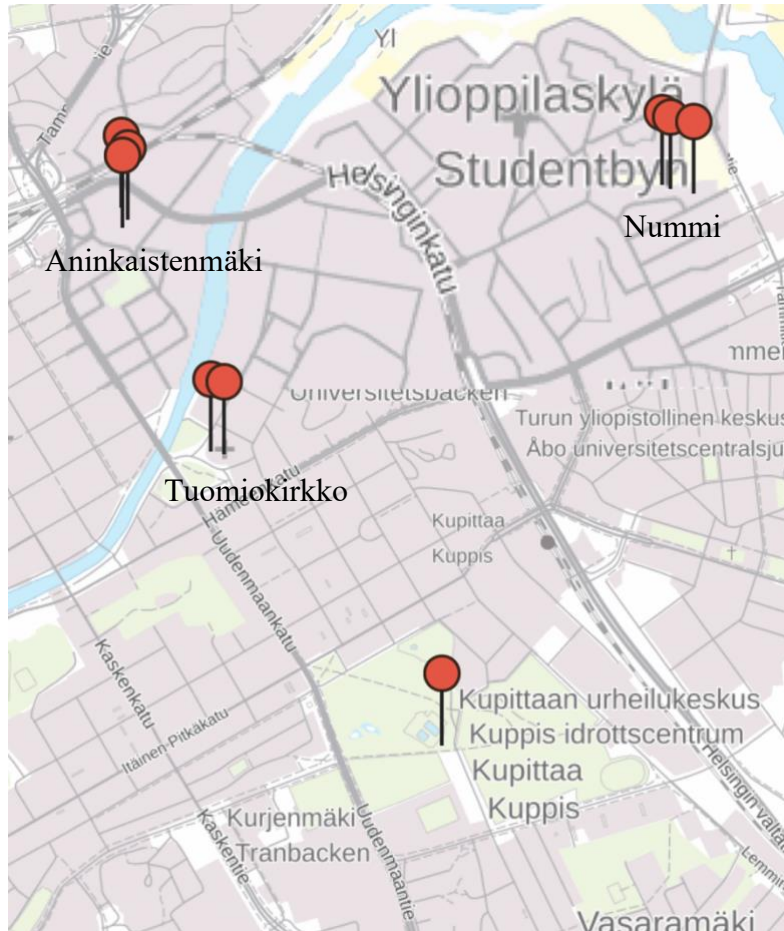 Yl
Ylioppilaskylä
Studentbyn
Helsinginkatu
Nummi
Aninkaistenmäki
Universitetsbacken
Turun yliopistollinen
Åbo universitetscentralsju
Tuomiokirkko
Hämeenkatu
Kupittaa
Kuppis
Uudenmaankatu
Kaskenkatu
Itäinen-Pitkäkatu
Kupittaan urheilukeskus
Kuppis idrottscentrum
Kupittaa
Kuppis
Kurjenmäki
Tranbacken
Kaskentie
Uudenmaantie
Vasaramäki